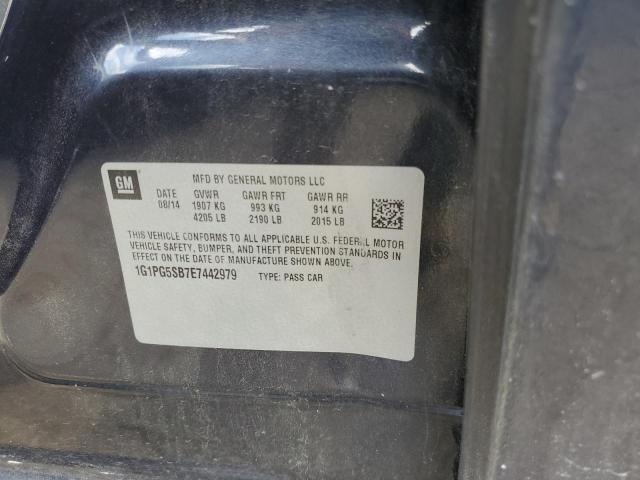 GM
MFD BY GENERAL MOTORS LLC
DATE GVWR GAWR FRT GAWR RR
08/14 1907 KG 993 KG 914 KG
4205 LB 2190 LB 2015 LB
THIS VEHICLE CONFORMS TO ALL APPLICABLE U.S. FEDERAL MOTOR
VEHICLE SAFETY, BUMPER, AND THEFT PREVENTION STANDARDS IN
EFFECT ON THE DATE OF MANUFACTURE SHOWN ABOVE.
1G1PG5SB7E7442979 TYPE: PASS CAR